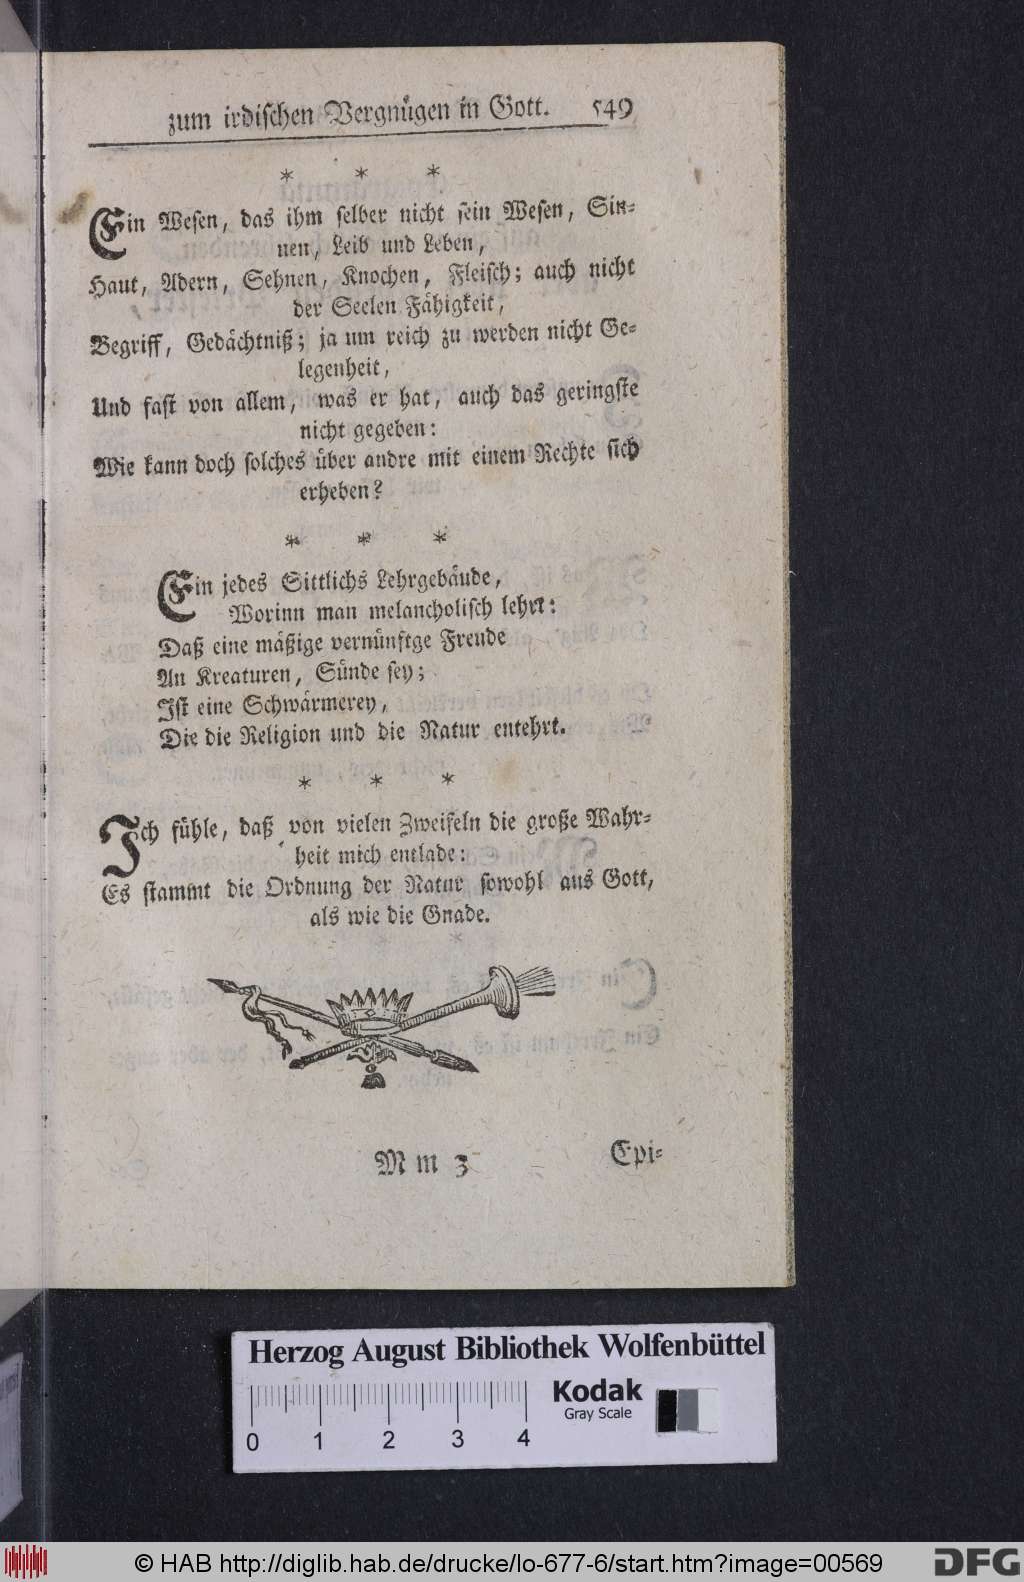 zum irdischen Vergnügen in Gott. 549
* * *
Ein Wesen, das ihm selber nicht sein Wesen, Sin-
nen, Leib und Leben,
Haut, Adern, Sehnen, Knochen, Fleisch; auch nicht
der Seelen Fähigkeit,
Begriff, Gedächtniß; ja um reich zu werden nicht Ge-
legenheit,
Und fast von allem, was er hat, auch das geringste
nicht gegeben:
Wie kann doch solches über andre mit einem Rechte sich
erheben?
* * *
Ein jedes Sittlichs Lehrgebäude,
Worinn man melancholisch lehrt:
Daß eine mäßige vernünftge Freude
An Kreaturen, Sünde sey;
Ist eine Schwärmerey,
Die die Religion und die Natur entehrt.
* * *
Ich fühle, daß von vielen Zweifeln die große Wahr-
heit mich entlade:
Es stammt die Ordnung der Natur sowohl aus Gott,
als wie die Gnade.
M m 3 Epi-
Herzog August Bibliothek Wolfenbüttel
0 1 2 3 4
Kodak
Gray Scale
© HAB http://diglib.hab.de/drucke/lo-677-6/start.htm?image=00569
DFG